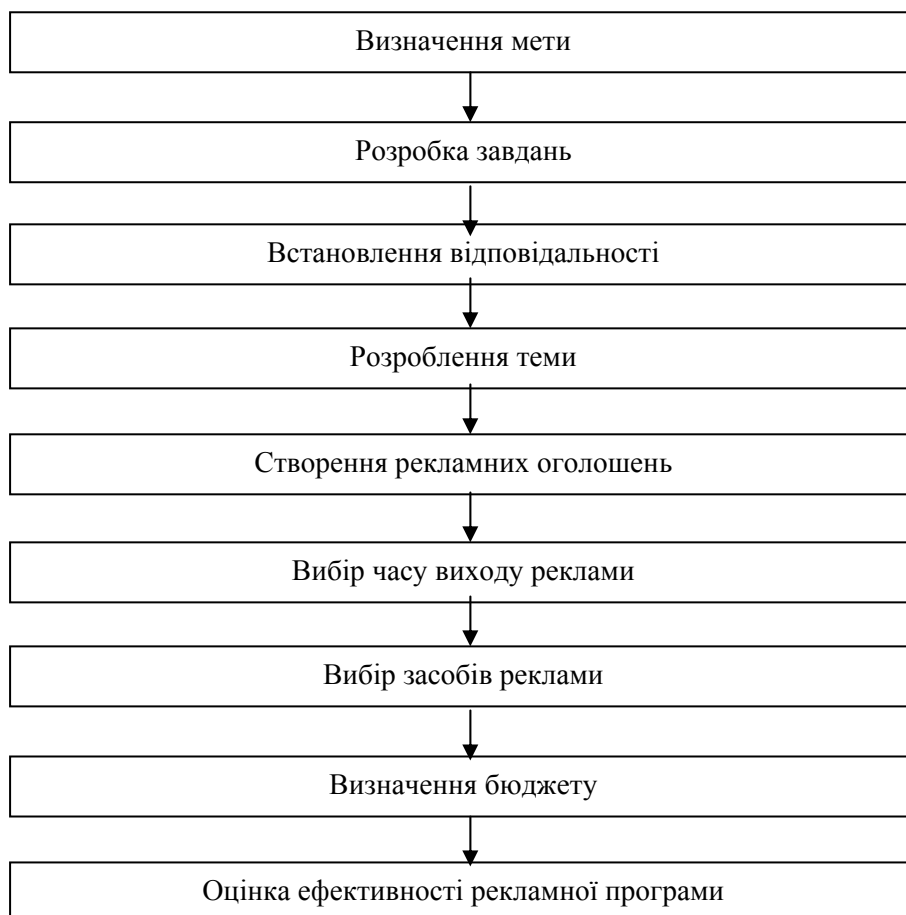 Визначення мети
Розробка завдань
Встановлення відповідальності
Розроблення теми
Створення рекламних оголошень
Вибір часу виходу реклами
Вибір засобів реклами
Визначення бюджету
Оцінка ефективності рекламної програми